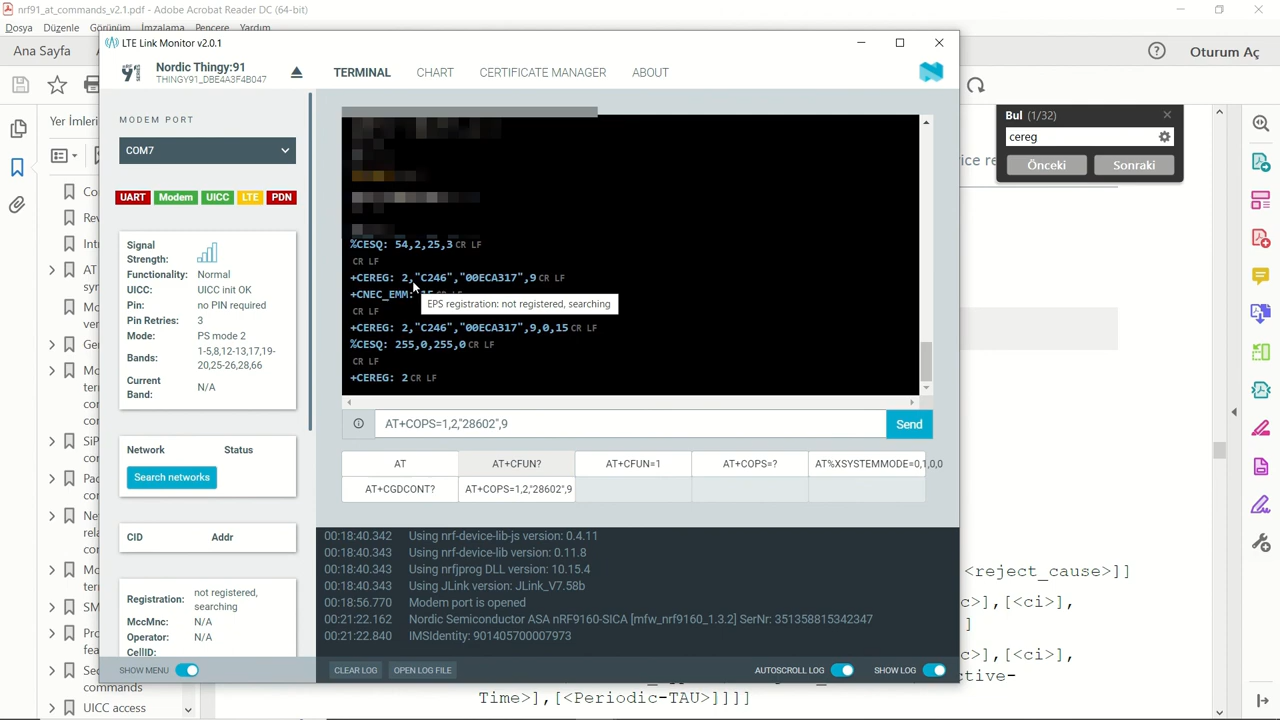 nrf91_at_commands_v2.1.pdf - Adobe Acrobat Reader DC (64-bit)
Dosya Düzenle Görünüm İmzalama Pencere Yardım
Ana Sayfa
Oturum Aç
LTE Link Monitor v2.0.1
Nordic Thingy:91
THINGY91_DBE4A3F4B047
TERMINAL CHART CERTIFICATE MANAGER ABOUT
Bul (1/32)
cereg
Önceki Sonraki
Yer İmleri
MODEM PORT
COM7
UART Modem UICC LTE PDN
Signal Strength:
Functionality: Normal
UICC: UICC init OK
Pin: no PIN required
Pin Retries: 3
Mode: PS mode 2
Bands: 1-5,8,12-13,17,19-
20,25-26,28,66
Current Band: N/A
Network Status
Search networks
CID Addr
Registration: not registered,
searching
MccMnc: N/A
Operator: N/A
CellID:
SHOW MENU
%CESQ: 54,2,25,3 CR LF
CR LF
+CEREG: 2,"C246","00ECA317",9 CR LF
+CNEC_EMM: 15 CR LF
EPS registration: not registered, searching
CR LF
+CEREG: 2,"C246","00ECA317",9,0,15 CR LF
%CESQ: 255,0,255,0 CR LF
CR LF
+CEREG: 2 CR LF
AT+COPS=1,2,"28602",9
Send
AT AT+CFUN? AT+CFUN=1 AT+COPS=? AT%XSYSTEMMODE=0,1,0,0
AT+CGDCONT? AT+COPS=1,2,"28602",9
00:18:40.342 Using nrf-device-lib-js version: 0.4.11
00:18:40.343 Using nrf-device-lib version: 0.11.8
00:18:40.343 Using nrfjprog DLL version: 10.15.4
00:18:40.343 Using JLink version: JLink_V7.58b
00:18:56.770 Modem port is opened
00:21:22.162 Nordic Semiconductor ASA nRF9160-SICA [mfw_nrf9160_1.3.2] SerNr: 351358815342347
00:21:22.840 IMSIdentity: 901405700007973
CLEAR LOG OPEN LOG FILE AUTOSCROLL LOG SHOW LOG
commands
UICC access
<reject_cause>]]
c>],[<ci>],
]
c>],[<ci>],
ctive-
Time>],[<Periodic-TAU>]]]]